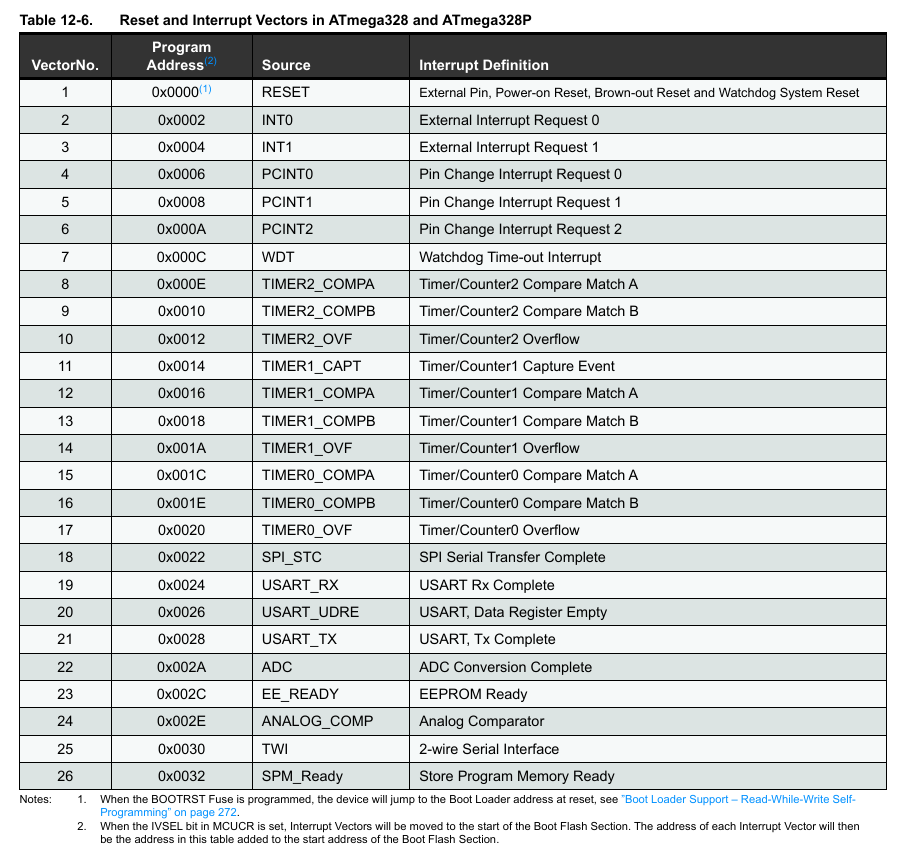 Table 12-6. Reset and Interrupt Vectors in ATmega328 and ATmega328P
VectorNo. Program Address(2) Source Interrupt Definition
1 0x0000(1) RESET External Pin, Power-on Reset, Brown-out Reset and Watchdog System Reset
2 0x0002 INT0 External Interrupt Request 0
3 0x0004 INT1 External Interrupt Request 1
4 0x0006 PCINT0 Pin Change Interrupt Request 0
5 0x0008 PCINT1 Pin Change Interrupt Request 1
6 0x000A PCINT2 Pin Change Interrupt Request 2
7 0x000C WDT Watchdog Time-out Interrupt
8 0x000E TIMER2_COMPA Timer/Counter2 Compare Match A
9 0x0010 TIMER2_COMPB Timer/Counter2 Compare Match B
10 0x0012 TIMER2_OVF Timer/Counter2 Overflow
11 0x0014 TIMER1_CAPT Timer/Counter1 Capture Event
12 0x0016 TIMER1_COMPA Timer/Counter1 Compare Match A
13 0x0018 TIMER1_COMPB Timer/Counter1 Compare Match B
14 0x001A TIMER1_OVF Timer/Counter1 Overflow
15 0x001C TIMER0_COMPA Timer/Counter0 Compare Match A
16 0x001E TIMER0_COMPB Timer/Counter0 Compare Match B
17 0x0020 TIMER0_OVF Timer/Counter0 Overflow
18 0x0022 SPI_STC SPI Serial Transfer Complete
19 0x0024 USART_RX USART Rx Complete
20 0x0026 USART_UDRE USART, Data Register Empty
21 0x0028 USART_TX USART, Tx Complete
22 0x002A ADC ADC Conversion Complete
23 0x002C EE_READY EEPROM Ready
24 0x002E ANALOG_COMP Analog Comparator
25 0x0030 TWI 2-wire Serial Interface
26 0x0032 SPM_Ready Store Program Memory Ready
Notes: 1. When the BOOTRST Fuse is programmed, the device will jump to the Boot Loader address at reset, see "Boot Loader Support – Read-While-Write Self-
Programming" on page 272.
2. When the IVSEL bit in MCUCR is set, Interrupt Vectors will be moved to the start of the Boot Flash Section. The address of each Interrupt Vector will then
be the address in this table added to the start address of the Boot Flash Section.